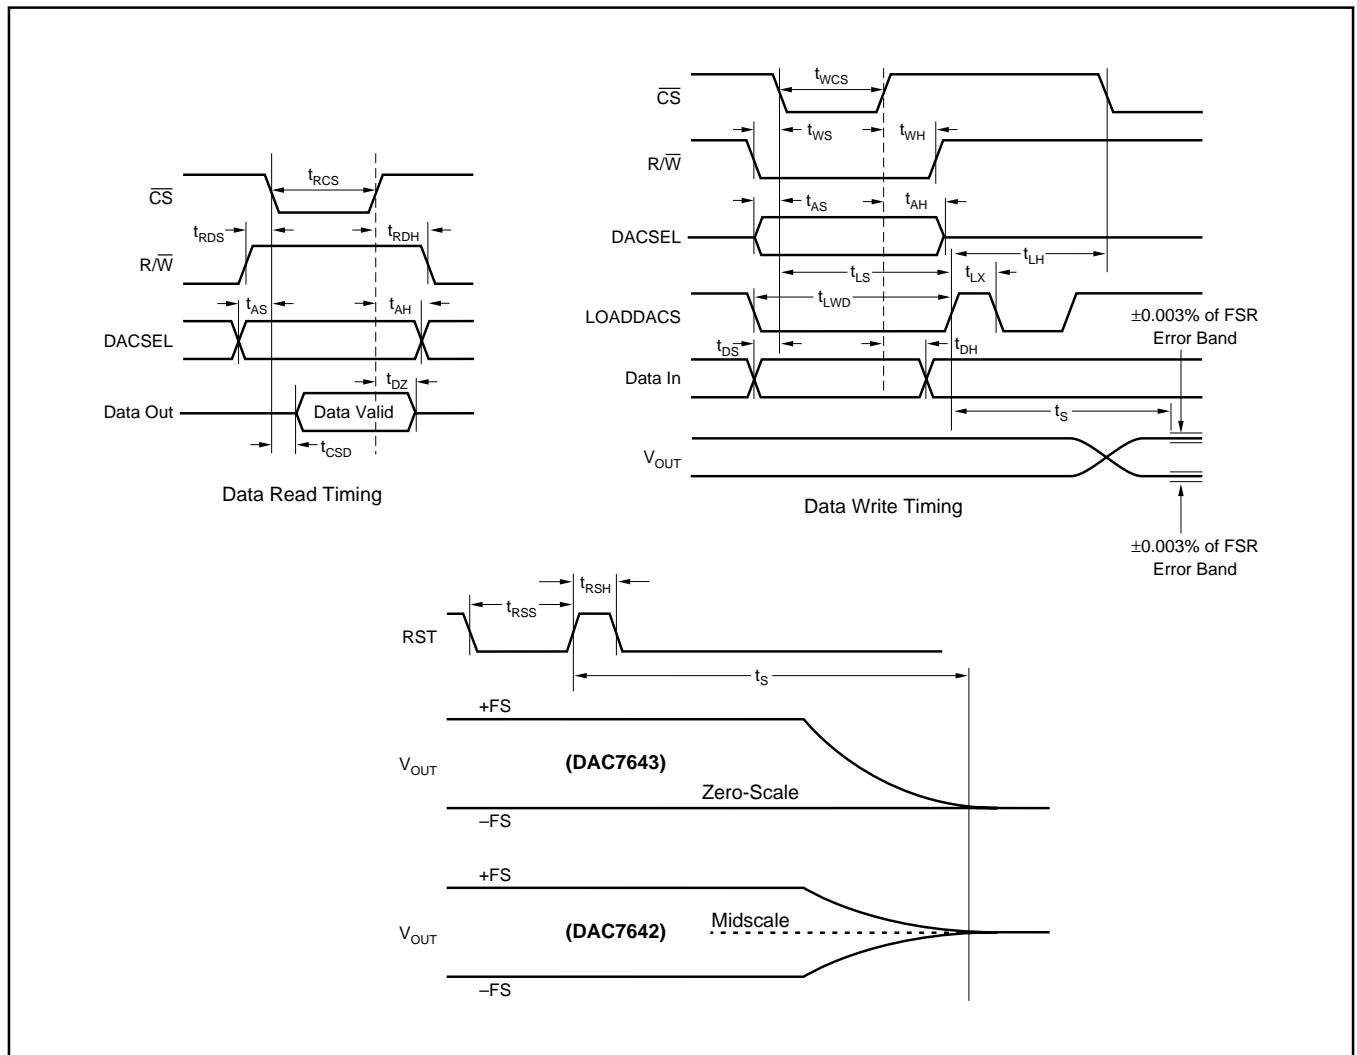 CS
tRCS
tRDS
tRDH
R/W
tAS
tAH
DACSEL
tDZ
Data Out
Data Valid
tCSD
Data Read Timing
CS
tWCS
tWS
tWH
R/W
tAS
tAH
DACSEL
tLH
tLS
tLX
tLWD
LOADDACS
±0.003% of FSR
Error Band
tDS
tDH
Data In
tS
VOUT
Data Write Timing
±0.003% of FSR
Error Band
tRSH
tRSS
RST
tS
+FS
VOUT
(DAC7643)
Zero-Scale
–FS
+FS
Midscale
VOUT
(DAC7642)
–FS